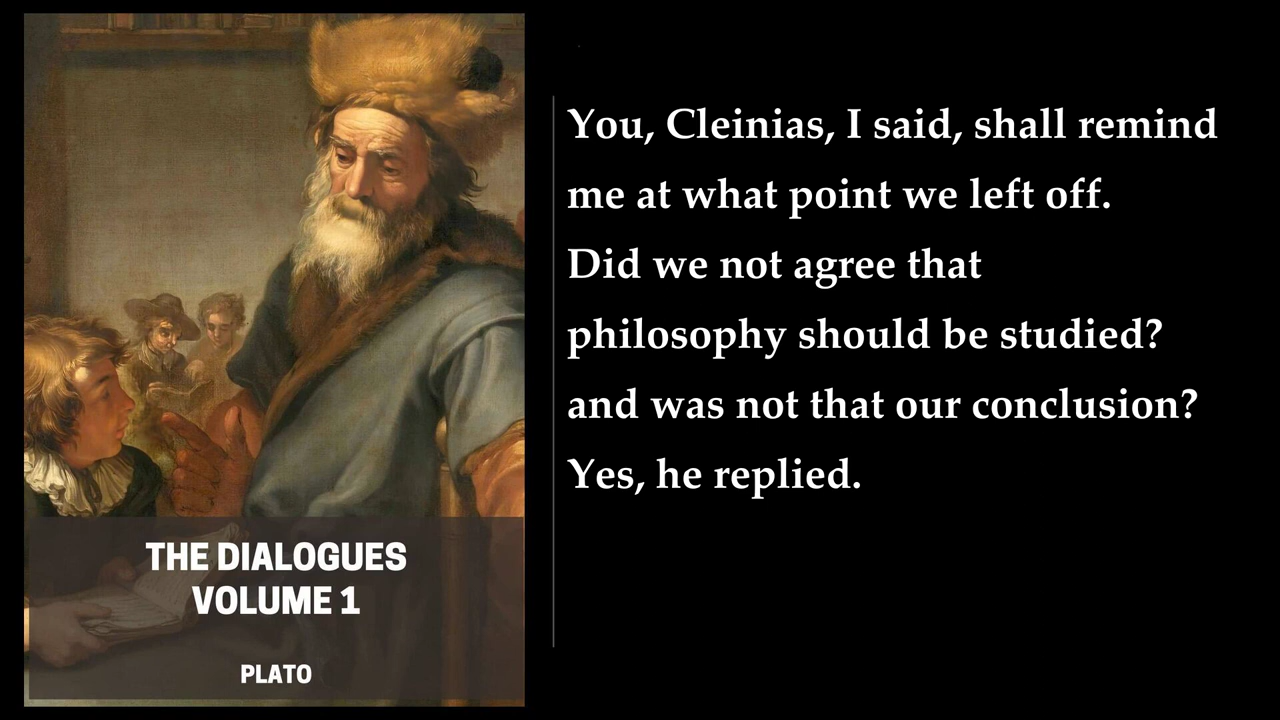 You, Cleinias, I said, shall remind
me at what point we left off.
Did we not agree that
philosophy should be studied?
and was not that our conclusion?
Yes, he replied.
THE DIALOGUES
VOLUME 1
PLATO